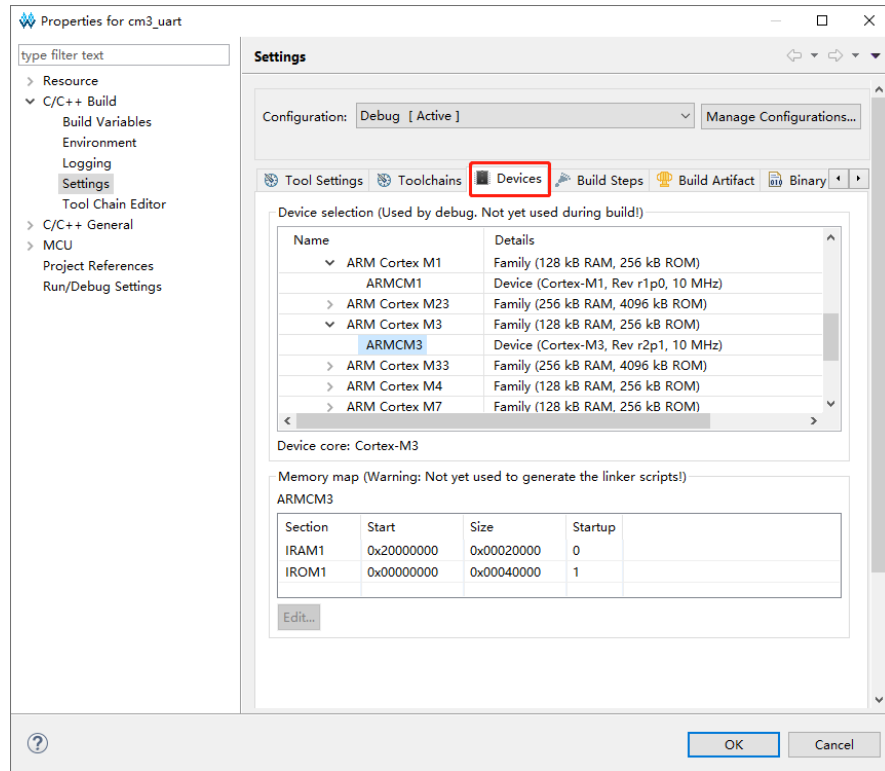 Properties for cm3_uart
type filter text
Settings
Resource
C/C++ Build
Build Variables
Environment
Logging
Settings
Tool Chain Editor
C/C++ General
MCU
Project References
Run/Debug Settings
Configuration: Debug [ Active ] Manage Configurations...
Tool Settings Toolchains Devices Build Steps Build Artifact Binary
Device selection (Used by debug. Not yet used during build!)
Name Details
ARM Cortex M1 Family (128 kB RAM, 256 kB ROM)
ARMCM1 Device (Cortex-M1, Rev r1p0, 10 MHz)
ARM Cortex M23 Family (256 kB RAM, 4096 kB ROM)
ARM Cortex M3 Family (128 kB RAM, 256 kB ROM)
ARMCM3 Device (Cortex-M3, Rev r2p1, 10 MHz)
ARM Cortex M33 Family (256 kB RAM, 4096 kB ROM)
ARM Cortex M4 Family (128 kB RAM, 256 kB ROM)
ARM Cortex M7 Family (128 kB RAM, 256 kB ROM)
Device core: Cortex-M3
Memory map (Warning: Not yet used to generate the linker scripts!)
ARMCM3
Section Start Size Startup
IRAM1 0x20000000 0x00020000 0
IROM1 0x00000000 0x00040000 1
Edit...
OK Cancel